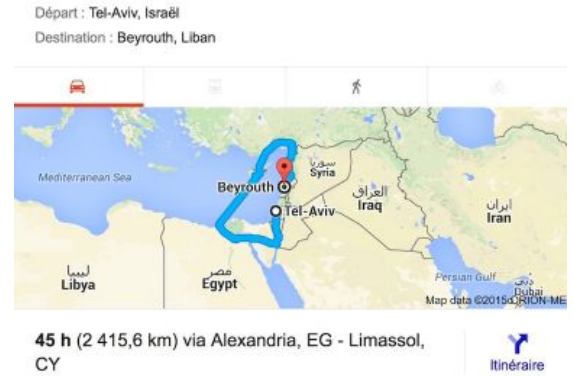 Départ : Tel-Aviv, Israël
Destination : Beyrouth, Liban
Mediterranean Sea
Beyrouth
سوريا
Syria
Tel-Aviv
العراق
Iraq
ایران
Iran
ليبيا
Libya
مصر
Egypt
Persian Gulf
دبي
Dubai
Map data ©2015 ORION-ME
45 h (2 415,6 km) via Alexandria, EG - Limassol,
CY
Itinéraire